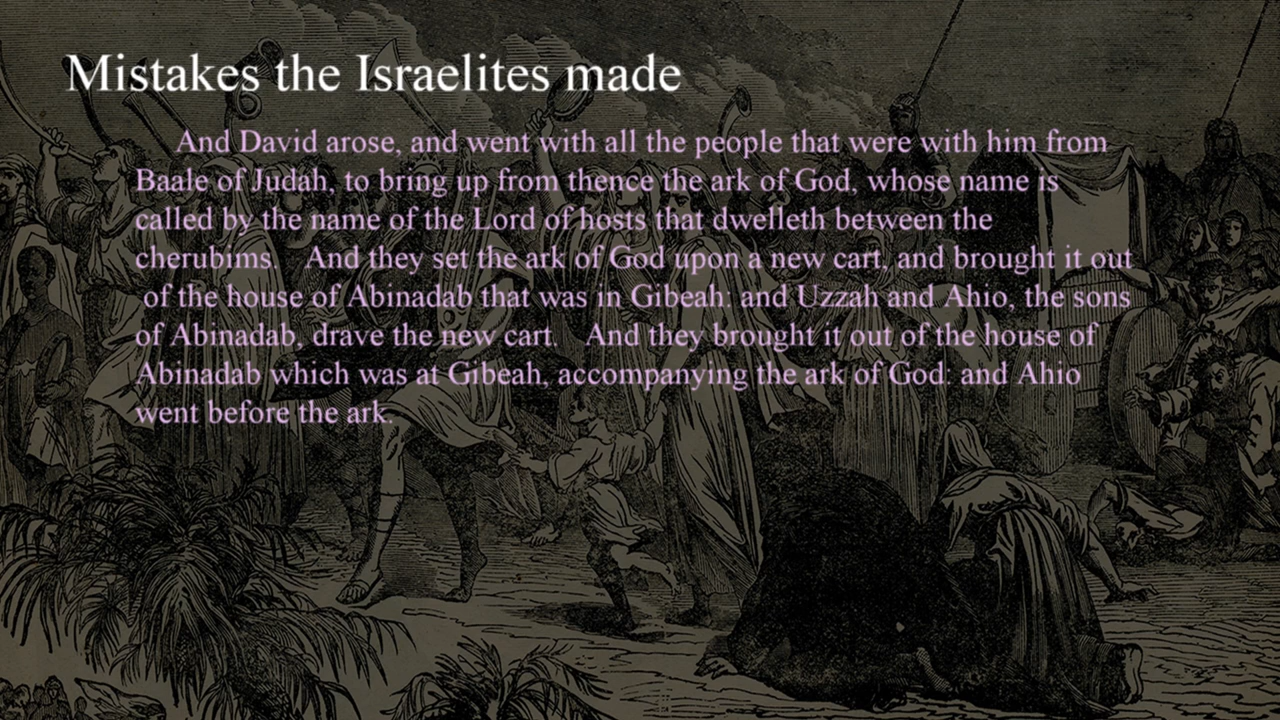 Mistakes the Israelites made
And David arose, and went with all the people that were with him from
Baale of Judah, to bring up from thence the ark of God, whose name is
called by the name of the Lord of hosts that dwelleth between the
cherubims. And they set the ark of God upon a new cart, and brought it out
of the house of Abinadab that was in Gibeah: and Uzzah and Ahio, the sons
of Abinadab, drave the new cart. And they brought it out of the house of
Abinadab which was at Gibeah, accompanying the ark of God: and Ahio
went before the ark.